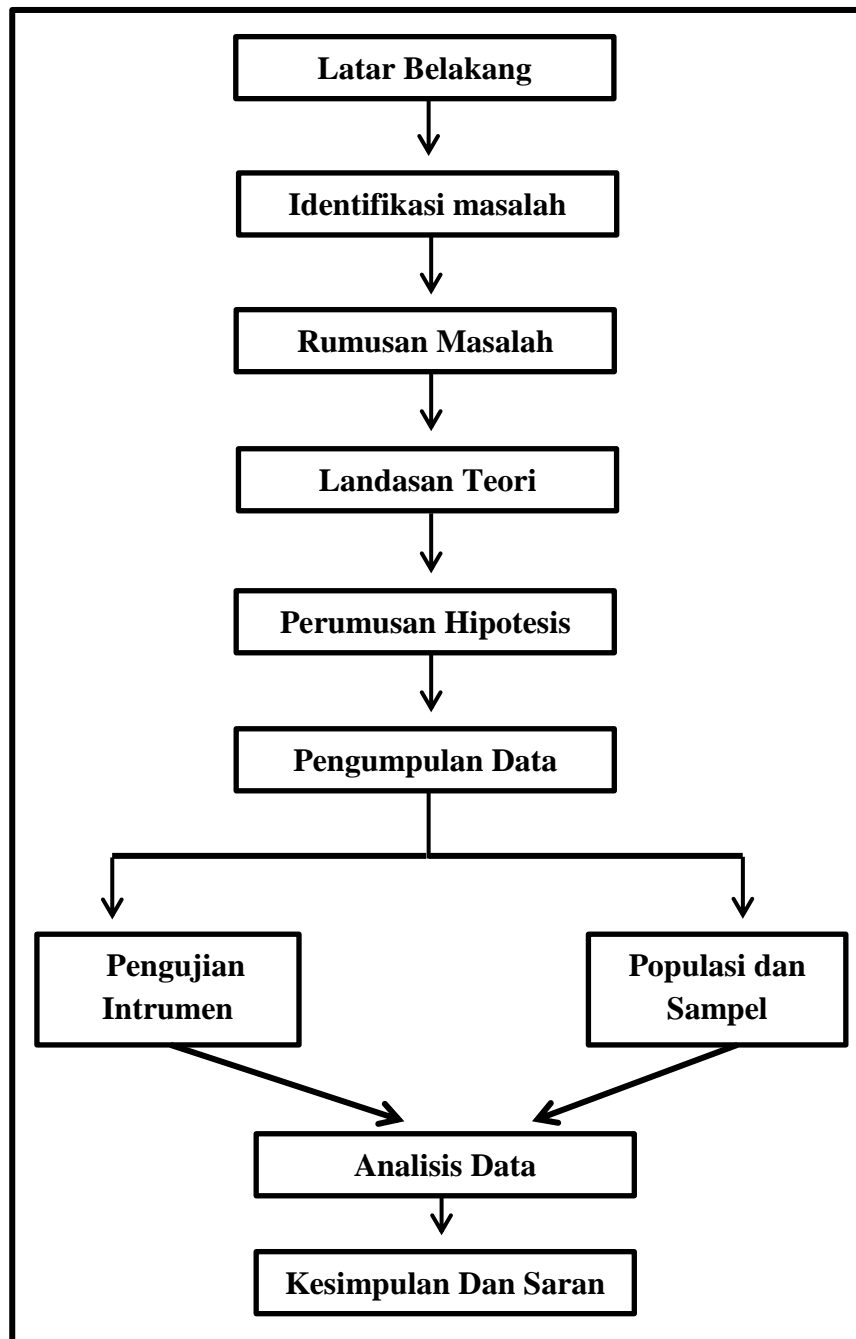 Latar Belakang
Identifikasi masalah
Rumusan Masalah
Landasan Teori
Perumusan Hipotesis
Pengumpulan Data
Pengujian
Intrumen
Populasi dan
Sampel
Analisis Data
Kesimpulan Dan Saran